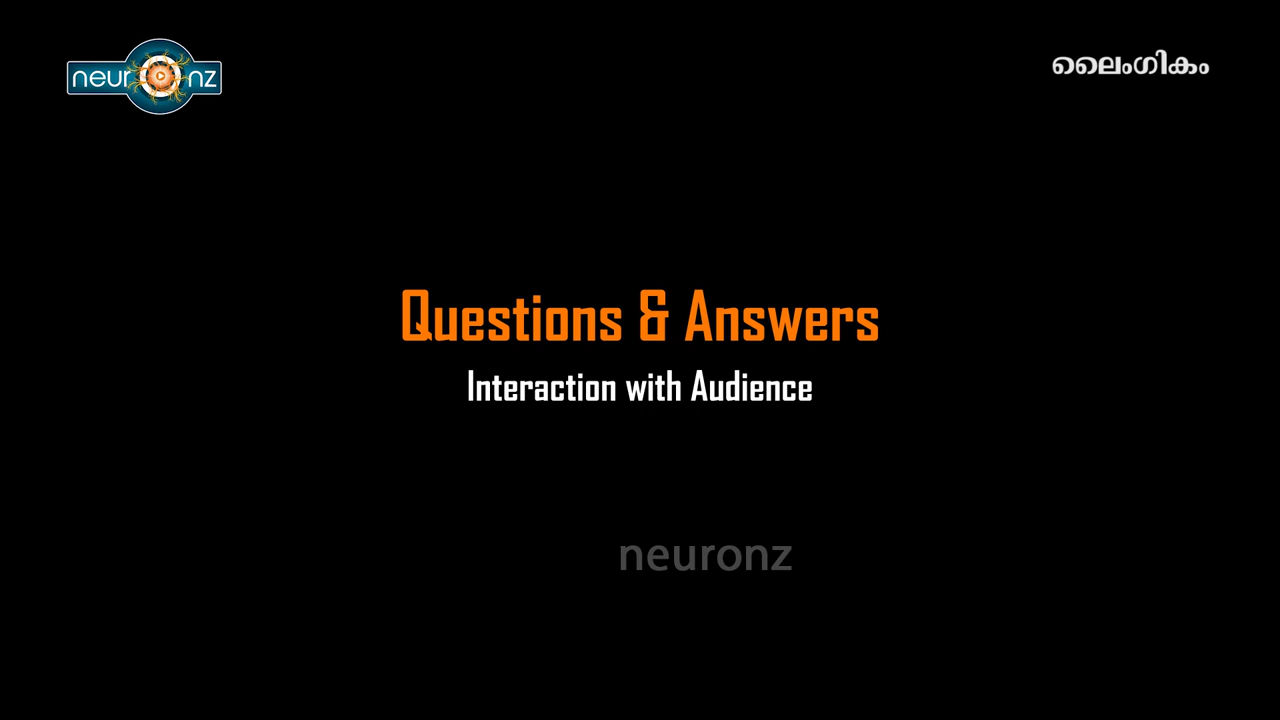 neuronz
ലൈംഗികം
Questions & Answers
Interaction with Audience
neuronz